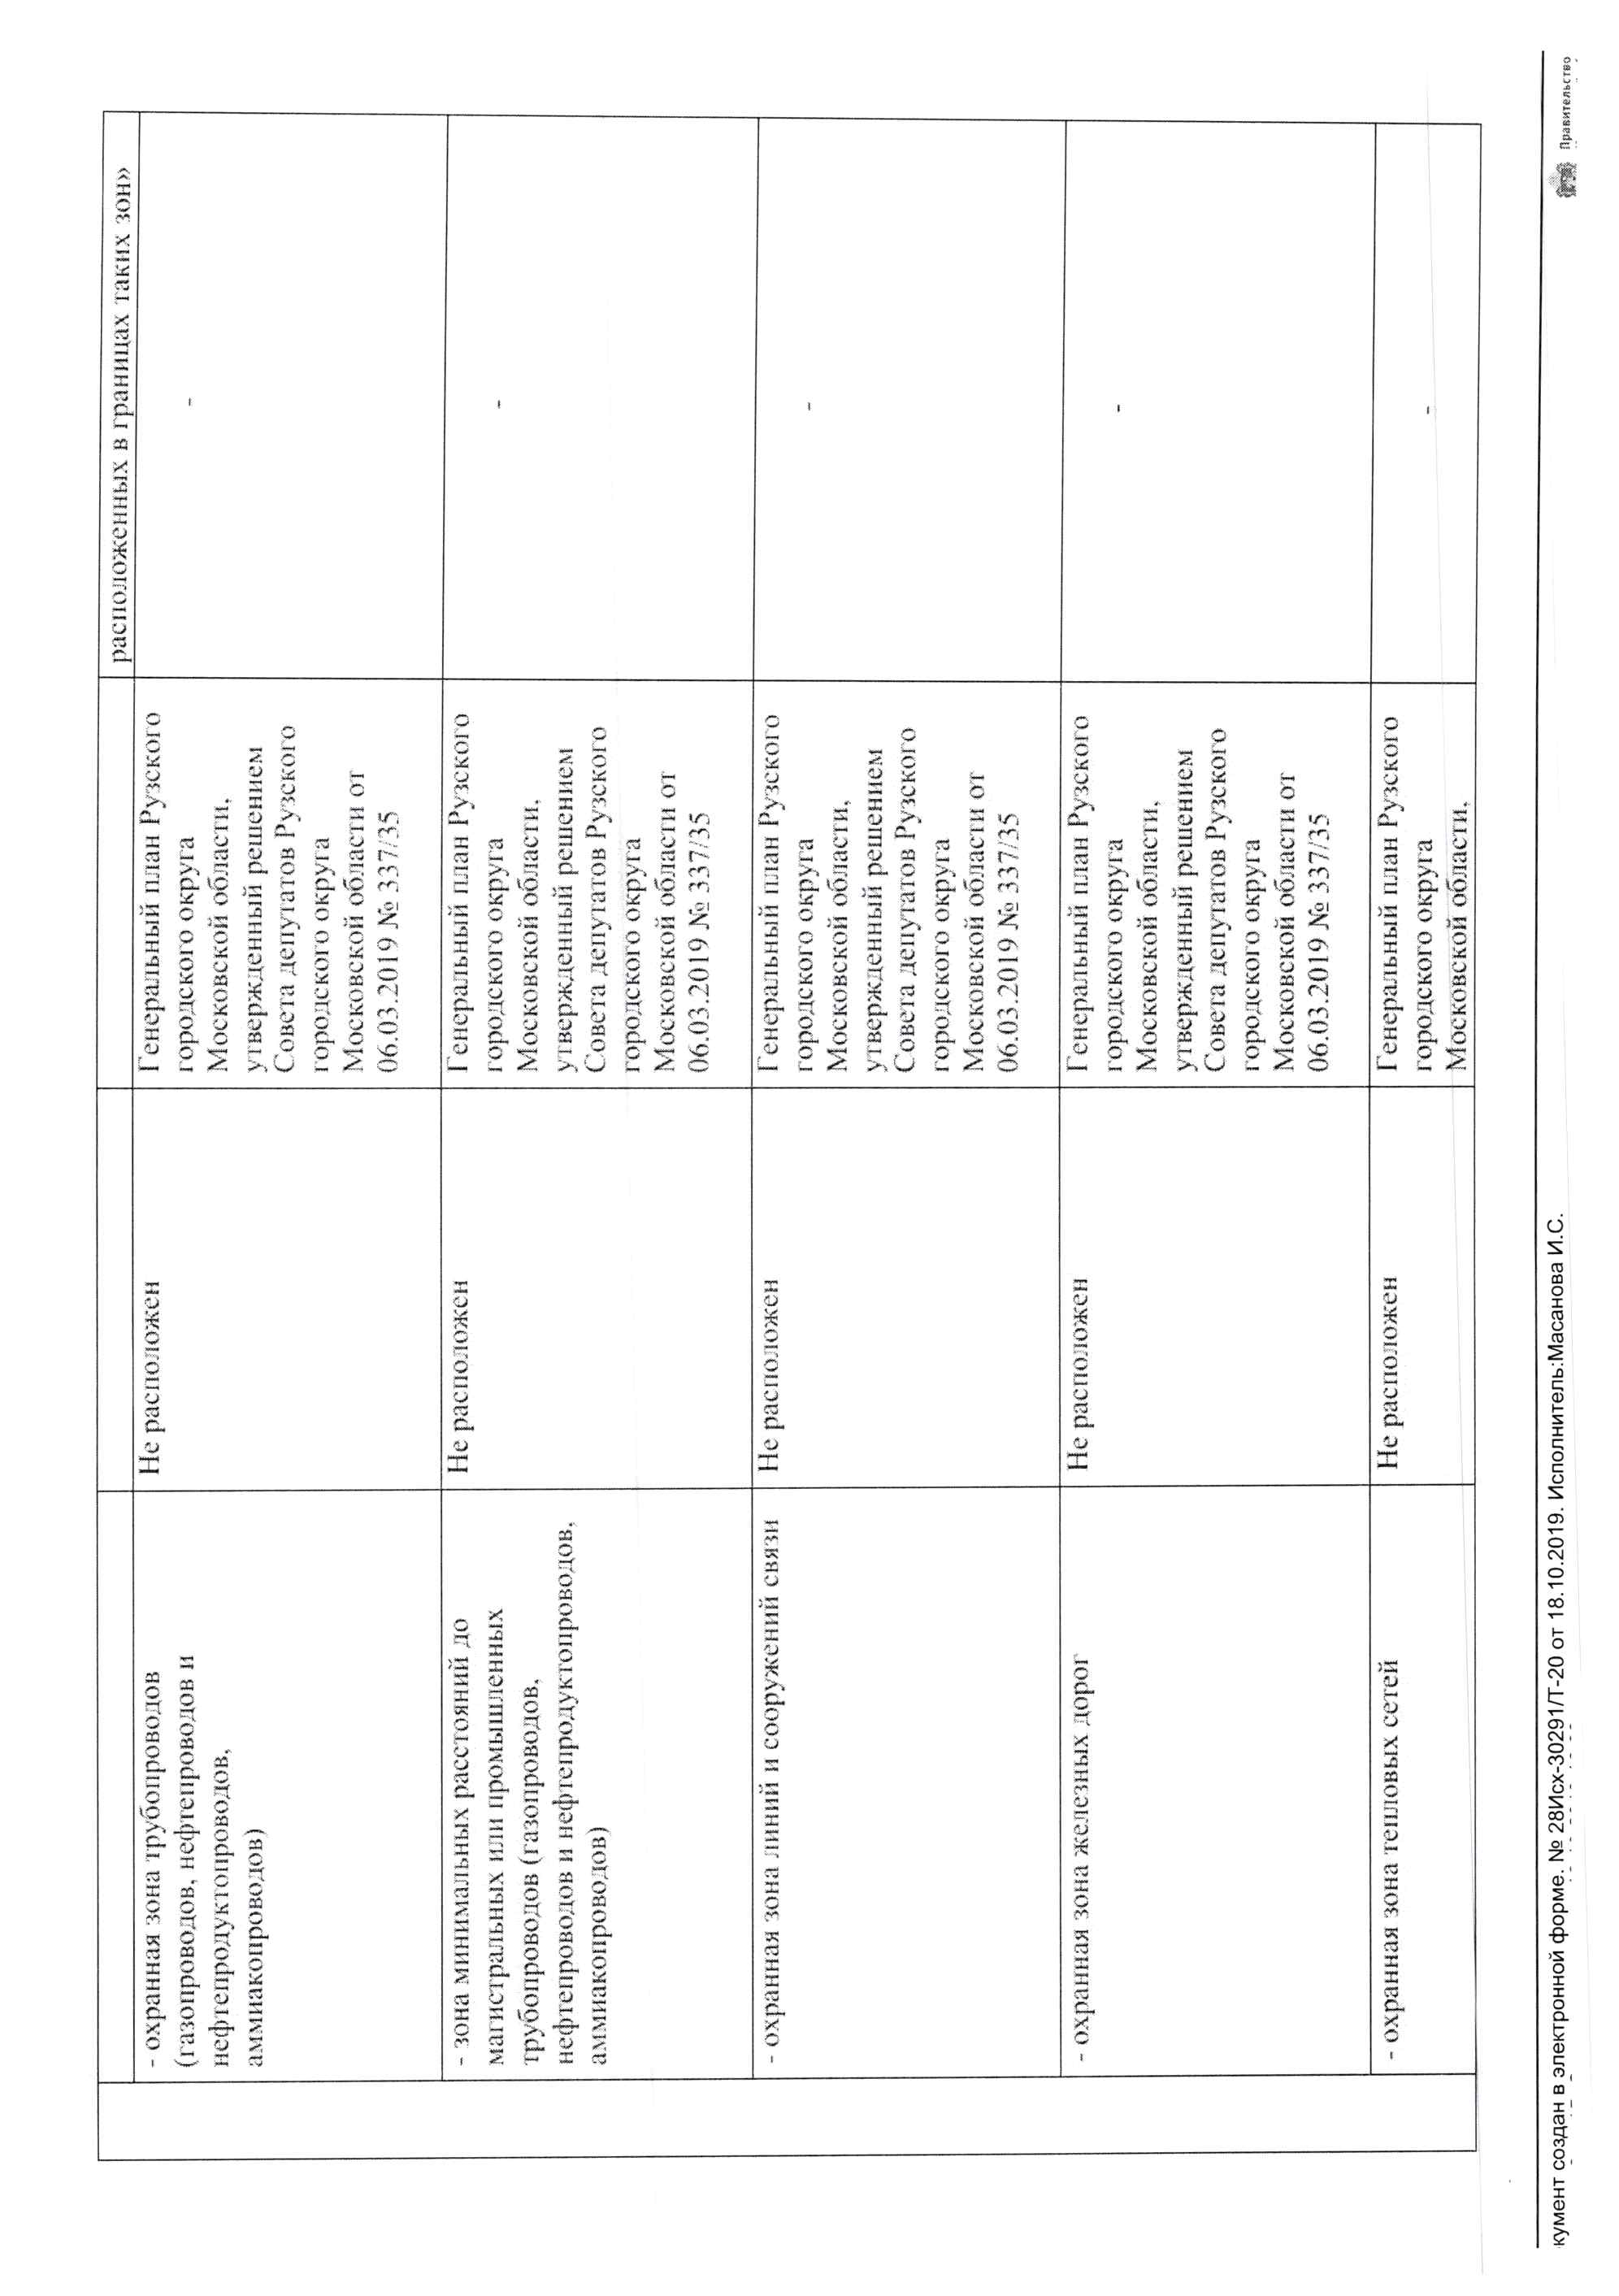 расположенных в границах таких зон»
- охранная зона трубопроводов
(газопроводов, нефтепроводов и
нефтепродуктопроводов,
аммиакопроводов)
Не расположен
Генеральный план Рузского
городского округа
Московской области,
утвержденный решением
Совета депутатов Рузского
городского округа
Московской области от
06.03.2019 № 337/35
-
- зона минимальных расстояний до
магистральных или промышленных
трубопроводов (газопроводов,
нефтепроводов и нефтепродуктопроводов,
аммиакопроводов)
Не расположен
Генеральный план Рузского
городского округа
Московской области,
утвержденный решением
Совета депутатов Рузского
городского округа
Московской области от
06.03.2019 № 337/35
-
- охранная зона линий и сооружений связи
Не расположен
Генеральный план Рузского
городского округа
Московской области,
утвержденный решением
Совета депутатов Рузского
городского округа
Московской области от
06.03.2019 № 337/35
-
- охранная зона железных дорог
Не расположен
Генеральный план Рузского
городского округа
Московской области,
утвержденный решением
Совета депутатов Рузского
городского округа
Московской области от
06.03.2019 № 337/35
-
- охранная зона тепловых сетей
Не расположен
Генеральный план Рузского
городского округа
Московской области,
-
кумент создан в электронной форме. № 28Исх-30291/Т-20 от 18.10.2019. Исполнитель:Масанова И.С.
Правительство